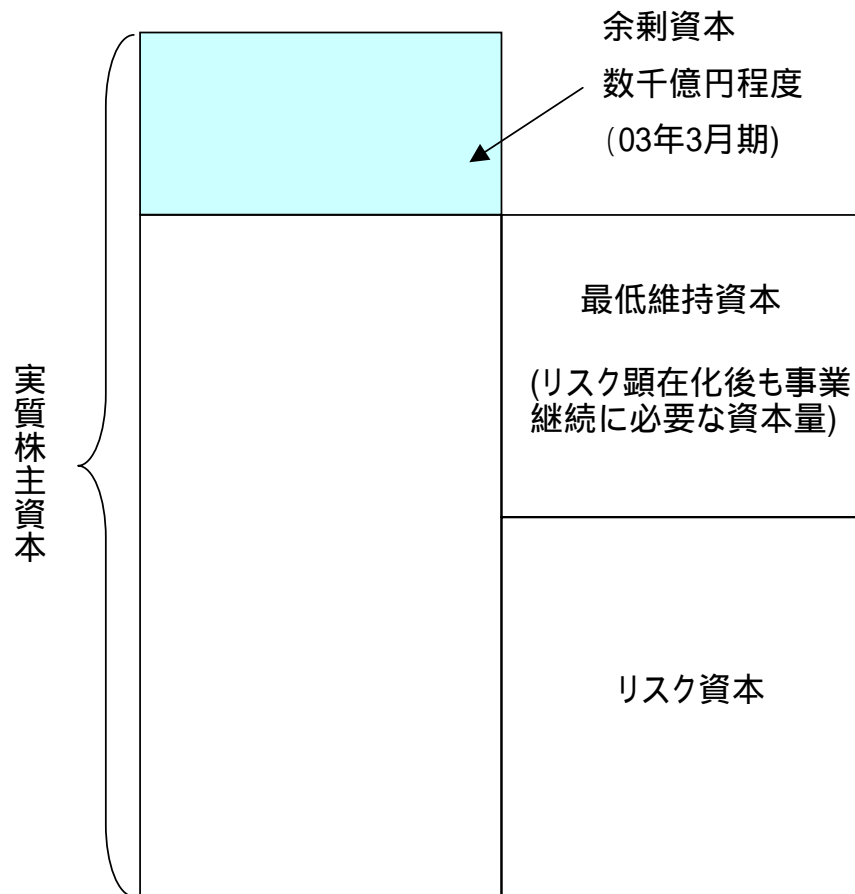 余剰資本
数千億円程度
(03年3月期)
最低維持資本
(リスク顕在化後も事業
継続に必要な資本量)
実質株主資本
リスク資本